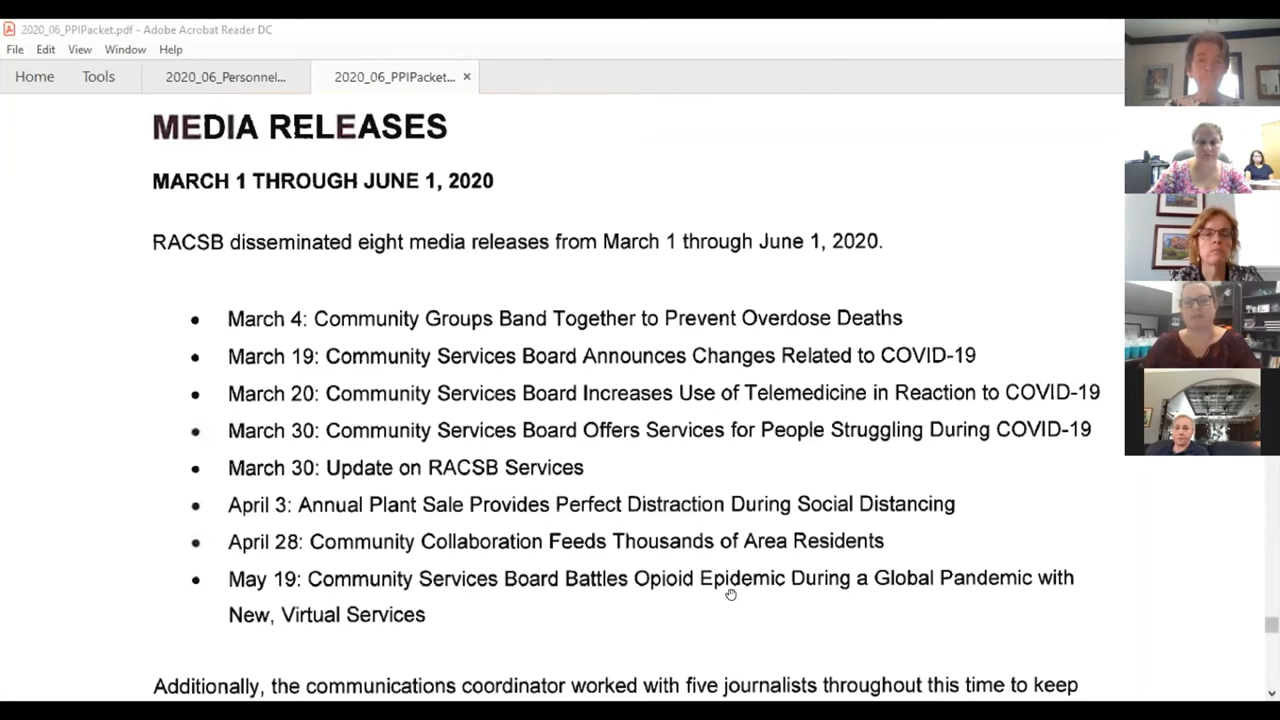 2020_06_PPIPacket.pdf - Adobe Acrobat Reader DC
File Edit View Window Help
Home Tools 2020_06_Personnel... 2020_06_PPIPacket... ×
MEDIA RELEASES
MARCH 1 THROUGH JUNE 1, 2020
RACSB disseminated eight media releases from March 1 through June 1, 2020.
• March 4: Community Groups Band Together to Prevent Overdose Deaths
• March 19: Community Services Board Announces Changes Related to COVID-19
• March 20: Community Services Board Increases Use of Telemedicine in Reaction to COVID-19
• March 30: Community Services Board Offers Services for People Struggling During COVID-19
• March 30: Update on RACSB Services
• April 3: Annual Plant Sale Provides Perfect Distraction During Social Distancing
• April 28: Community Collaboration Feeds Thousands of Area Residents
• May 19: Community Services Board Battles Opioid Epidemic During a Global Pandemic with
New, Virtual Services
Additionally, the communications coordinator worked with five journalists throughout this time to keep